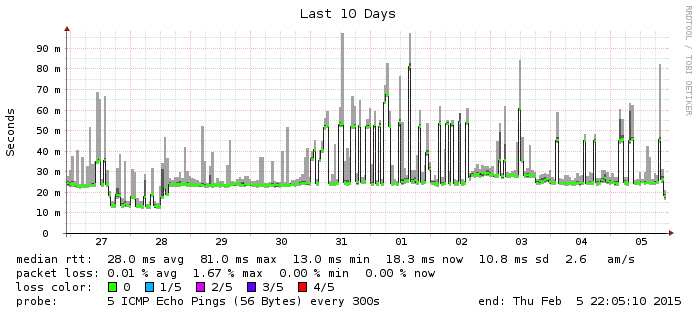 Last 10 Days
RRDTOOL / TOBI OETIKER
Seconds
90 m
80 m
70 m
60 m
50 m
40 m
30 m
20 m
10 m
0
27 28 29 30 31 01 02 03 04 05
median rtt: 28.0 ms avg 81.0 ms max 13.0 ms min 18.3 ms now 10.8 ms sd 2.6 am/s
packet loss: 0.01 % avg 1.67 % max 0.00 % min 0.00 % now
loss color: 0 1/5 2/5 3/5 4/5
probe: 5 ICMP Echo Pings (56 Bytes) every 300s end: Thu Feb 5 22:05:10 2015